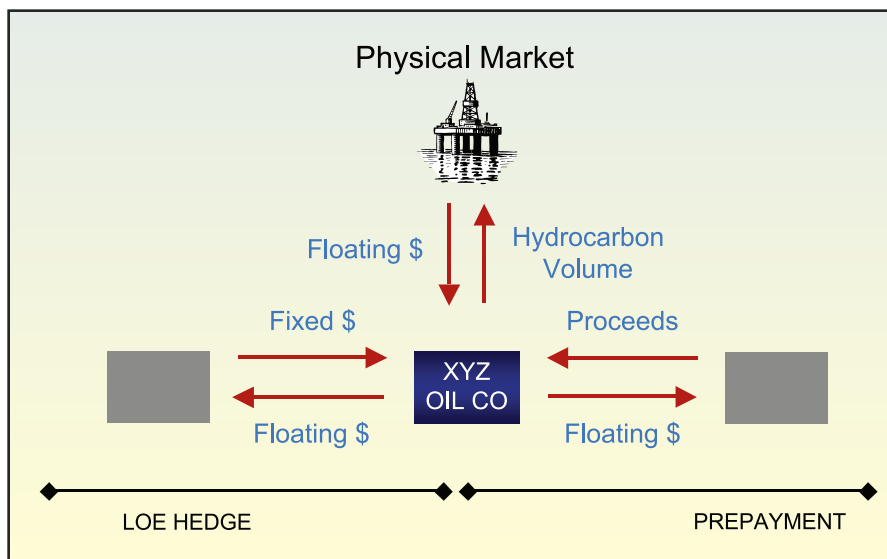 Physical Market
Floating $
Hydrocarbon
Volume
Fixed $
Proceeds
XYZ
OIL CO
Floating $
Floating $
LOE HEDGE
PREPAYMENT